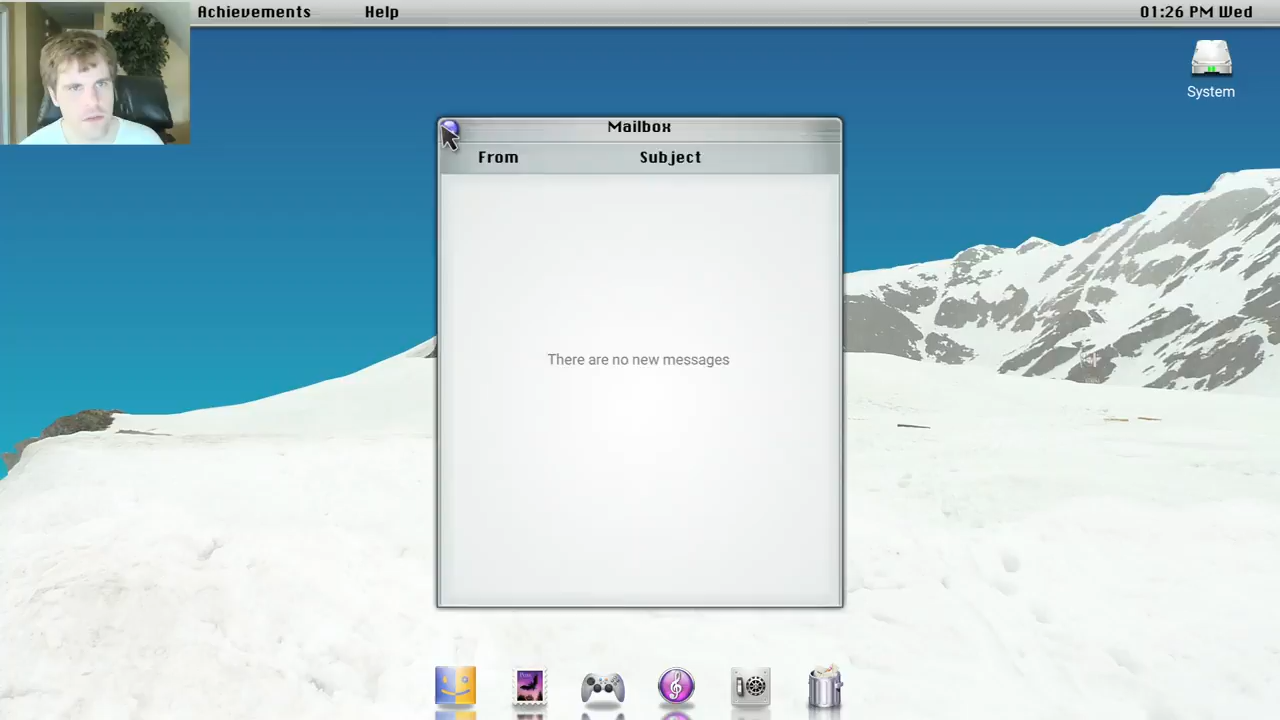 Achievements Help 01:26 PM Wed
System
Mailbox
From Subject
There are no new messages